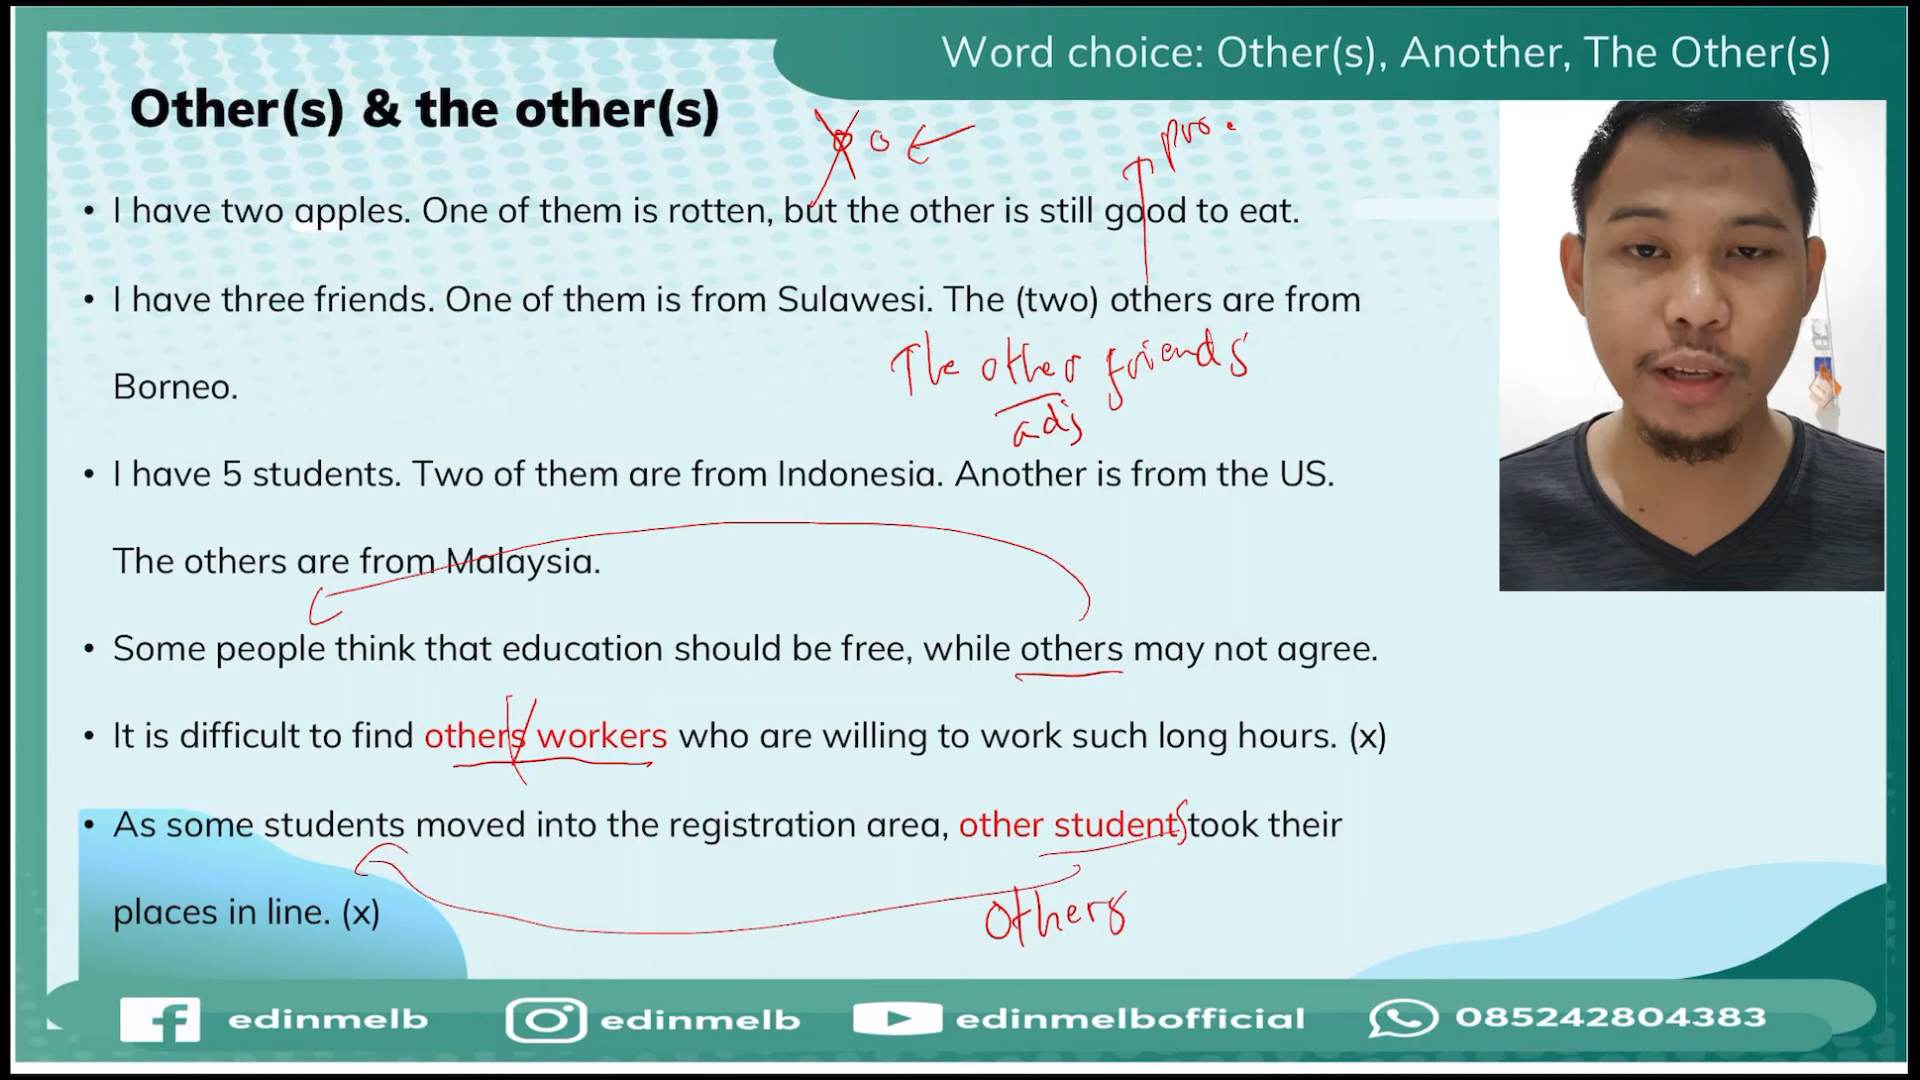 Word choice: Other(s), Another, The Other(s)
Other(s) & the other(s)
pro.
• I have two apples. One of them is rotten, but the other is still good to eat.
• I have three friends. One of them is from Sulawesi. The (two) others are from
The other friends
Borneo.
adj
• I have 5 students. Two of them are from Indonesia. Another is from the US.
The others are from Malaysia.
• Some people think that education should be free, while others may not agree.
• It is difficult to find others workers who are willing to work such long hours. (x)
• As some students moved into the registration area, other student s took their
places in line. (x)
Others
edinmelb edinmelb edinmelbofficial 085242804383